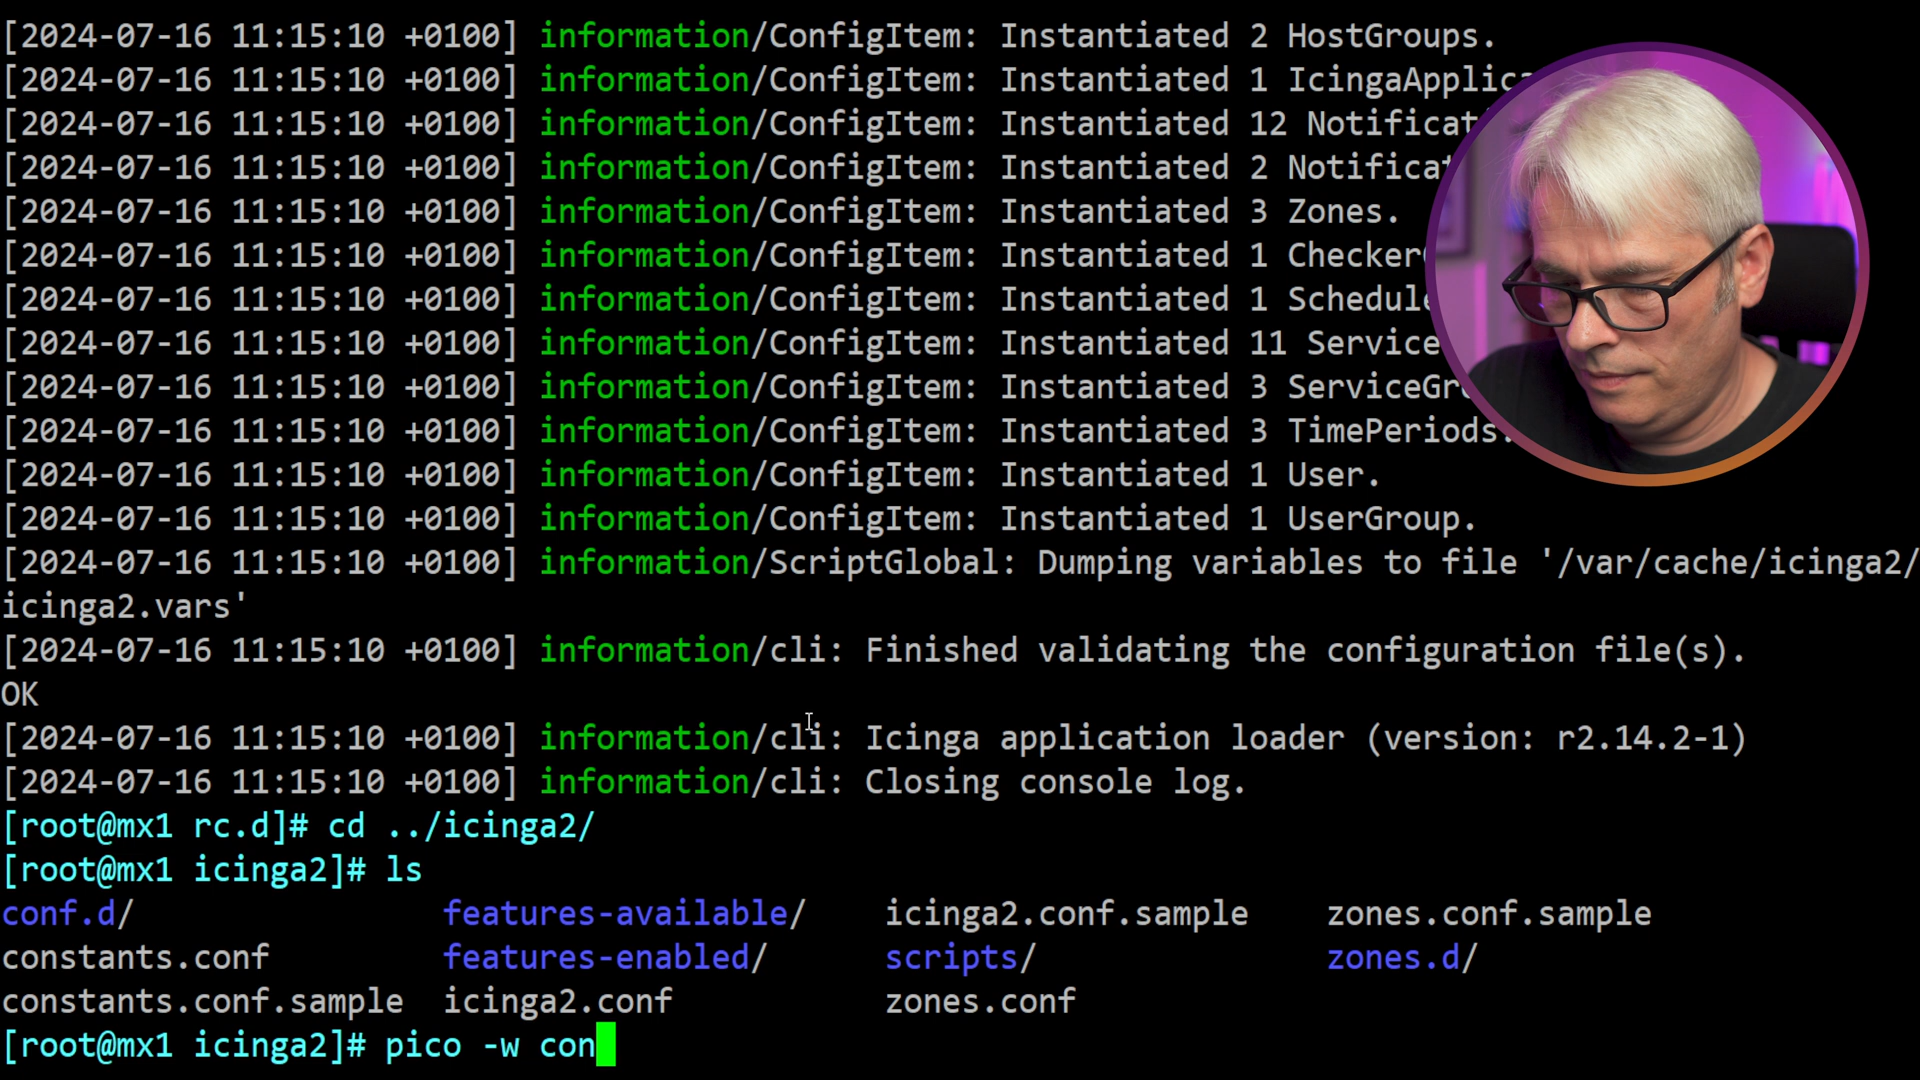 [2024-07-16 11:15:10 +0100] information/ConfigItem: Instantiated 2 HostGroups.
[2024-07-16 11:15:10 +0100] information/ConfigItem: Instantiated 1 IcingaApplic
[2024-07-16 11:15:10 +0100] information/ConfigItem: Instantiated 12 Notificat
[2024-07-16 11:15:10 +0100] information/ConfigItem: Instantiated 2 Notifica
[2024-07-16 11:15:10 +0100] information/ConfigItem: Instantiated 3 Zones.
[2024-07-16 11:15:10 +0100] information/ConfigItem: Instantiated 1 Checker
[2024-07-16 11:15:10 +0100] information/ConfigItem: Instantiated 1 Schedule
[2024-07-16 11:15:10 +0100] information/ConfigItem: Instantiated 11 Service
[2024-07-16 11:15:10 +0100] information/ConfigItem: Instantiated 3 ServiceGr
[2024-07-16 11:15:10 +0100] information/ConfigItem: Instantiated 3 TimePeriods.
[2024-07-16 11:15:10 +0100] information/ConfigItem: Instantiated 1 User.
[2024-07-16 11:15:10 +0100] information/ConfigItem: Instantiated 1 UserGroup.
[2024-07-16 11:15:10 +0100] information/ScriptGlobal: Dumping variables to file '/var/cache/icinga2/
icinga2.vars'
[2024-07-16 11:15:10 +0100] information/cli: Finished validating the configuration file(s).
OK
[2024-07-16 11:15:10 +0100] information/cli: Icinga application loader (version: r2.14.2-1)
[2024-07-16 11:15:10 +0100] information/cli: Closing console log.
[root@mx1 rc.d]# cd ../icinga2/
[root@mx1 icinga2]# ls
conf.d/ features-available/ icinga2.conf.sample zones.conf.sample
constants.conf features-enabled/ scripts/ zones.d/
constants.conf.sample icinga2.conf zones.conf
[root@mx1 icinga2]# pico -w con